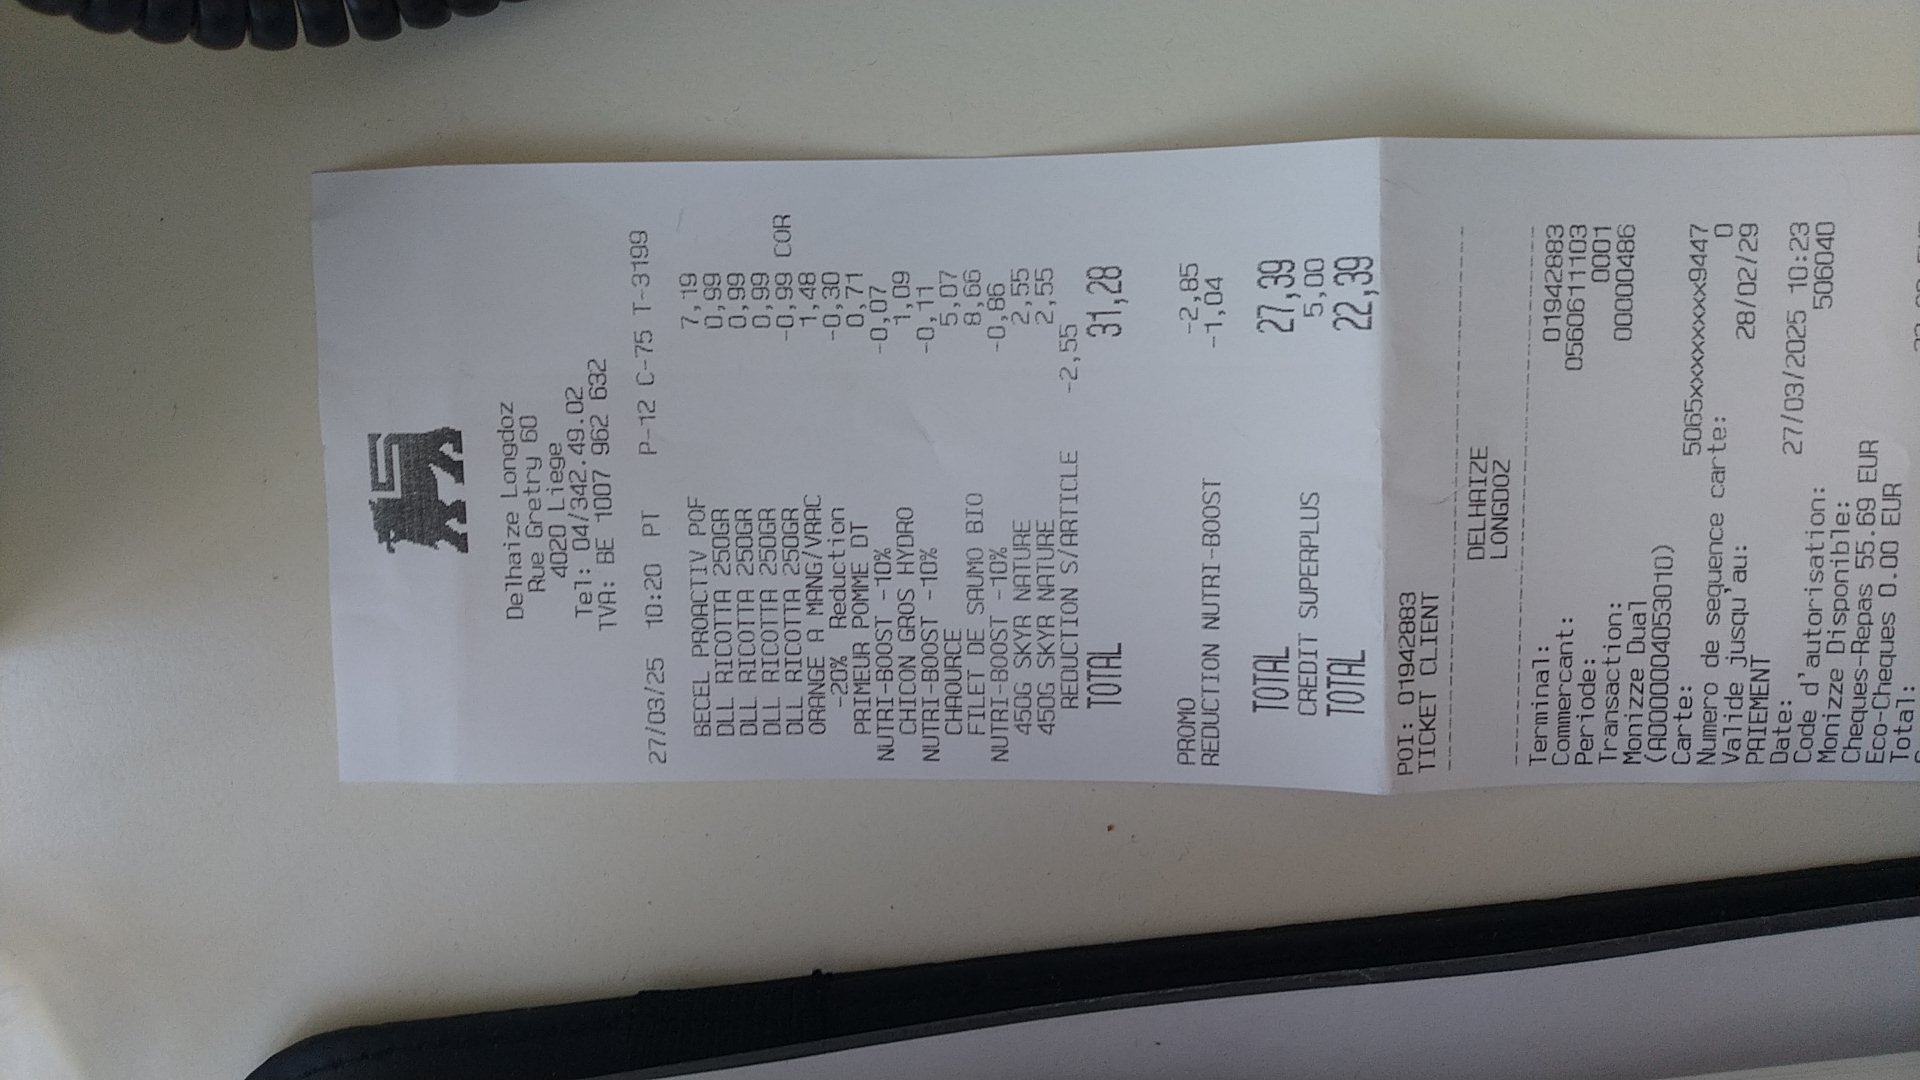 Delhaize Longdoz
Rue Gretry 60
4020 Liege
Tel: 04/342.49.02
TVA: BE 1007 962 632
27/03/25 10:20 PT P-12 C-75 T-3199
BECEL PROACTIV POF 7,19
DLL RICOTTA 250GR 0,99
DLL RICOTTA 250GR 0,99
DLL RICOTTA 250GR 0,99
DLL RICOTTA 250GR -0,99 COR
ORANGE A MANG/VRAC 1,48
-20% Reduction -0,30
PRIMEUR POMME DT 0,71
NUTRI-BOOST -10% -0,07
CHICON GROS HYDRO 1,09
NUTRI-BOOST -10% -0,11
CHAOURCE 5,07
FILET DE SAUMO BIO 8,66
NUTRI-BOOST -10% -0,86
450G SKYR NATURE 2,55
450G SKYR NATURE 2,55
REDUCTION S/ARTICLE -2,55
TOTAL 31,28
PROMO -2,85
REDUCTION NUTRI-BOOST -1,04
TOTAL 27,39
CREDIT SUPERPLUS 5,00
TOTAL 22,39
POI: 01942883
TICKET CLIENT
DELHAIZE
LONGDOZ
Terminal: 01942883
Commercant: 0560611103
Periode: 0001
Transaction: 00000486
Monizze Dual
(A000004053010)
Carte: 5065xxxxxxxxxxx9447
Numero de sequence carte: 0
Valide jusqu'au: 28/02/29
PAIEMENT
Date: 27/03/2025 10:23
Code d'autorisation: 506040
Monizze Disponible:
Cheques-Repas 55.69 EUR
Eco-Cheques 0.00 EUR
Total: